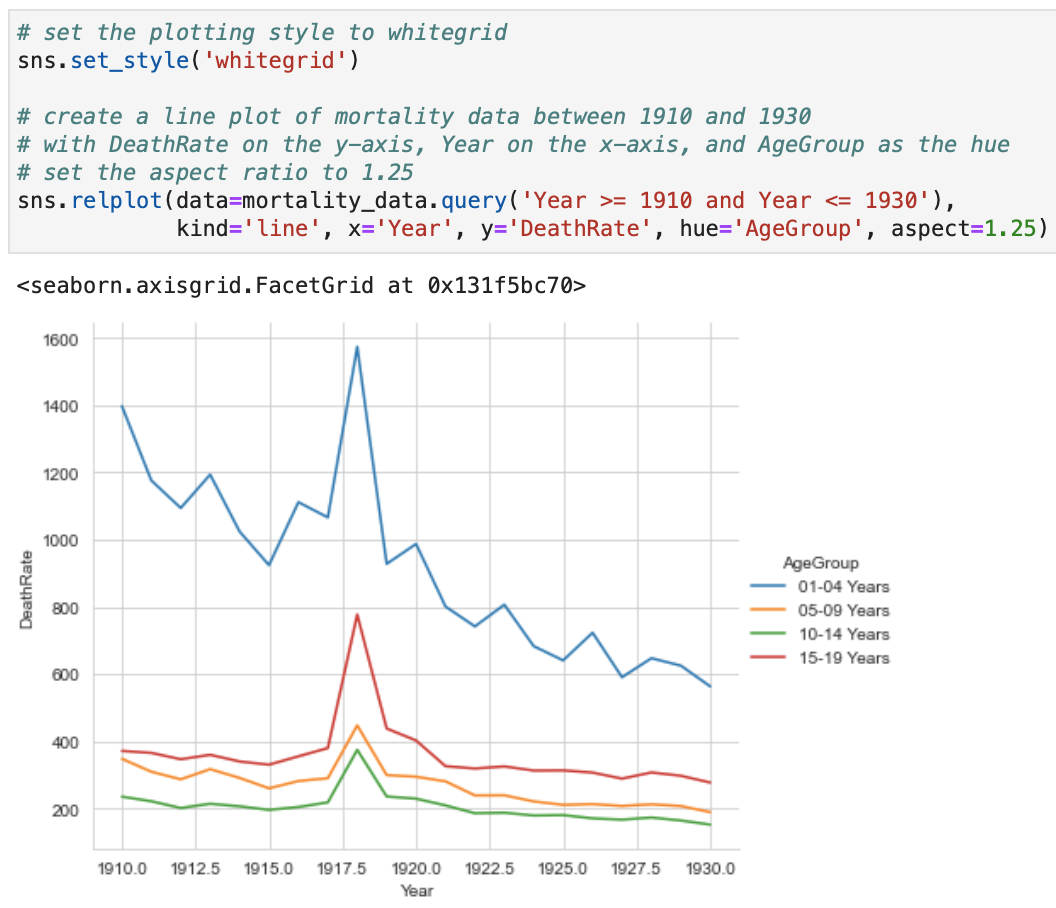 # set the plotting style to whitegrid
sns.set_style('whitegrid')
# create a line plot of mortality data between 1910 and 1930
# with DeathRate on the y-axis, Year on the x-axis, and AgeGroup as the hue
# set the aspect ratio to 1.25
sns.relplot(data=mortality_data.query('Year >= 1910 and Year <= 1930'),
kind='line', x='Year', y='DeathRate', hue='AgeGroup', aspect=1.25)
<seaborn.axisgrid.FacetGrid at 0x131f5bc70>
1600
1400
1200
1000
800
600
400
200
DeathRate
1910.0 1912.5 1915.0 1917.5 1920.0 1922.5 1925.0 1927.5 1930.0
Year
AgeGroup
01-04 Years
05-09 Years
10-14 Years
15-19 Years